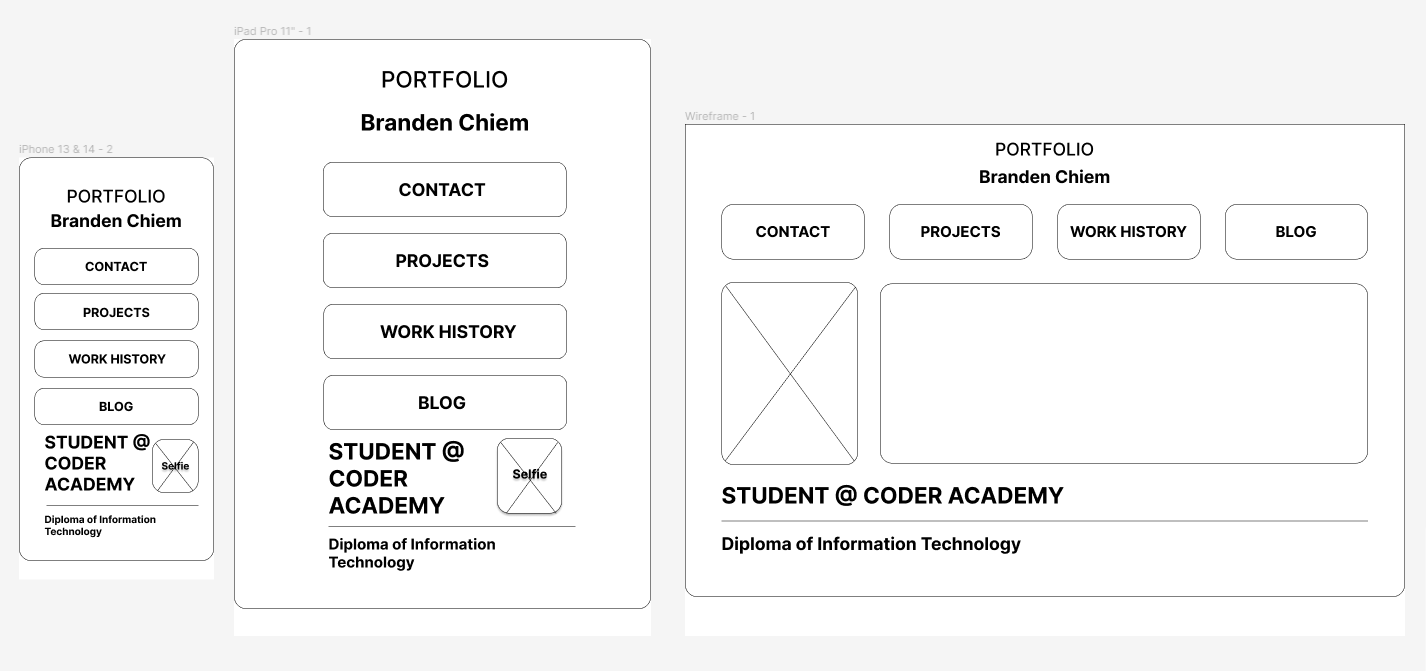 iPhone 13 & 14 - 2
PORTFOLIO
Branden Chiem
CONTACT
PROJECTS
WORK HISTORY
BLOG
STUDENT @
CODER
ACADEMY
Selfie
Diploma of Information
Technology
iPad Pro 11" - 1
PORTFOLIO
Branden Chiem
CONTACT
PROJECTS
WORK HISTORY
BLOG
STUDENT @
CODER
ACADEMY
Selfie
Diploma of Information
Technology
Wireframe - 1
PORTFOLIO
Branden Chiem
CONTACT PROJECTS WORK HISTORY BLOG
STUDENT @ CODER ACADEMY
Diploma of Information Technology